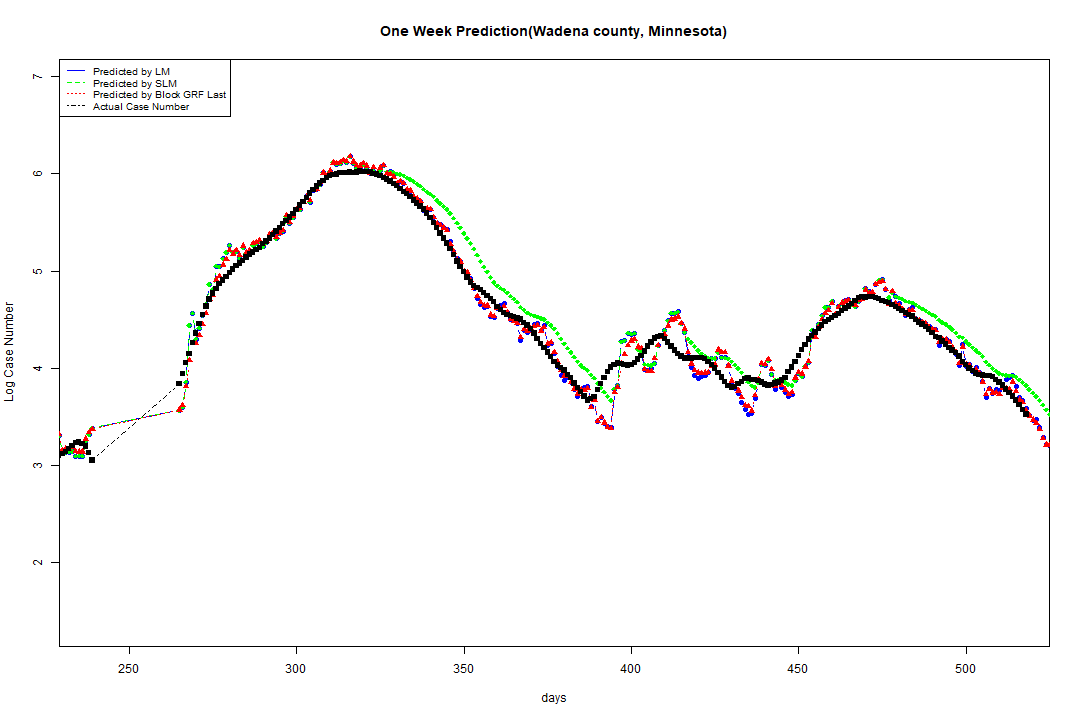 One Week Prediction(Wadena county, Minnesota)
Predicted by LM
Predicted by SLM
Predicted by Block GRF Last
Actual Case Number
7
6
5
4
3
2
Log Case Number
250 300 350 400 450 500
days